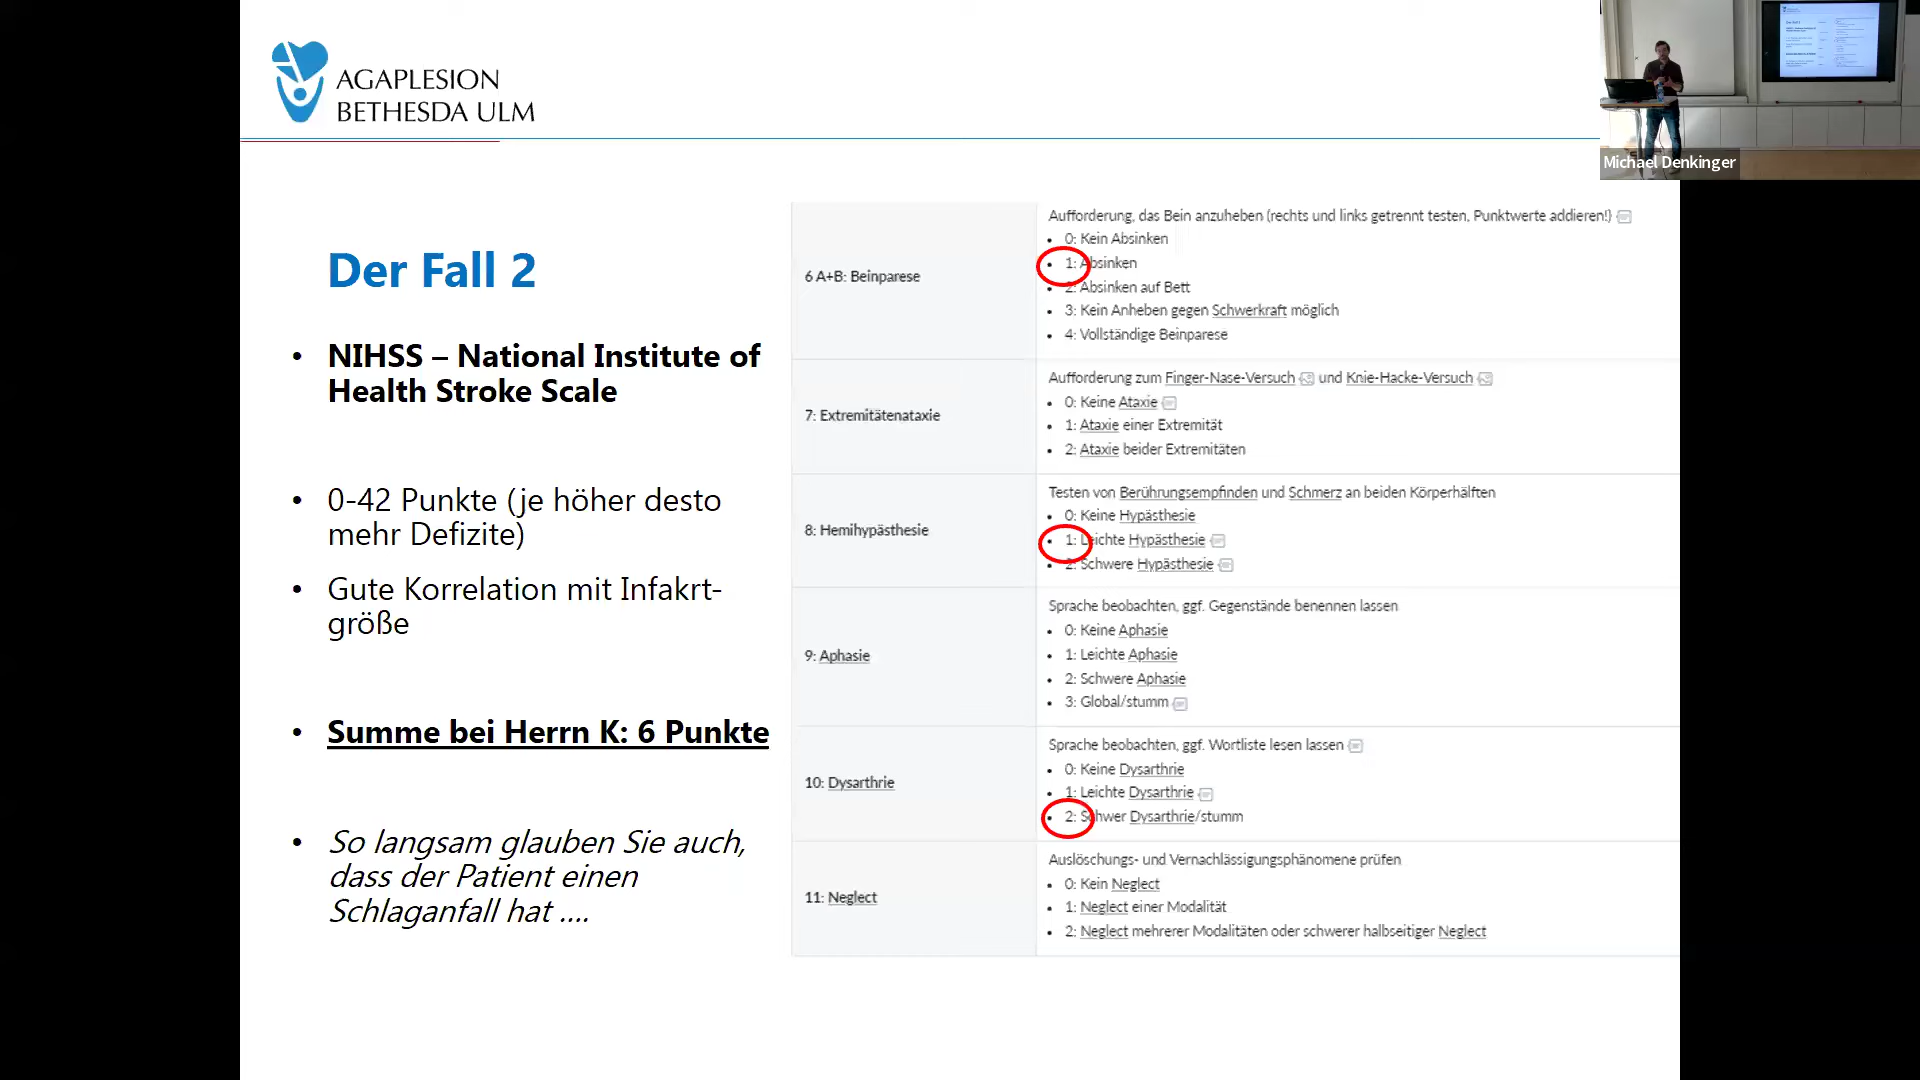 AGAPLESION
BETHESDA ULM
Michael Denkinger
Der Fall 2
• NIHSS – National Institute of
Health Stroke Scale
• 0-42 Punkte (je höher desto
mehr Defizite)
• Gute Korrelation mit Infakrt-
größe
• Summe bei Herrn K: 6 Punkte
• So langsam glauben Sie auch,
dass der Patient einen
Schlaganfall hat ....
6 A+B: Beinparese
Aufforderung, das Bein anzuheben (rechts und links getrennt testen, Punktwerte addieren!)
• 0: Kein Absinken
• 1: Absinken
• 2: Absinken auf Bett
• 3: Kein Anheben gegen Schwerkraft möglich
• 4: Vollständige Beinparese
7: Extremitätenataxie
Aufforderung zum Finger-Nase-Versuch und Knie-Hacke-Versuch
• 0: Keine Ataxie
• 1: Ataxie einer Extremität
• 2: Ataxie beider Extremitäten
8: Hemihypästhesie
Testen von Berührungsempfinden und Schmerz an beiden Körperhälften
• 0: Keine Hypästhesie
• 1: Leichte Hypästhesie
• 2: Schwere Hypästhesie
9: Aphasie
Sprache beobachten, ggf. Gegenstände benennen lassen
• 0: Keine Aphasie
• 1: Leichte Aphasie
• 2: Schwere Aphasie
• 3: Global/stumm
10: Dysarthrie
Sprache beobachten, ggf. Wortliste lesen lassen
• 0: Keine Dysarthrie
• 1: Leichte Dysarthrie
• 2: Schwer Dysarthrie/stumm
11: Neglect
Auslöschungs- und Vernachlässigungsphänomene prüfen
• 0: Kein Neglect
• 1: Neglect einer Modalität
• 2: Neglect mehrerer Modalitäten oder schwerer halbseitiger Neglect